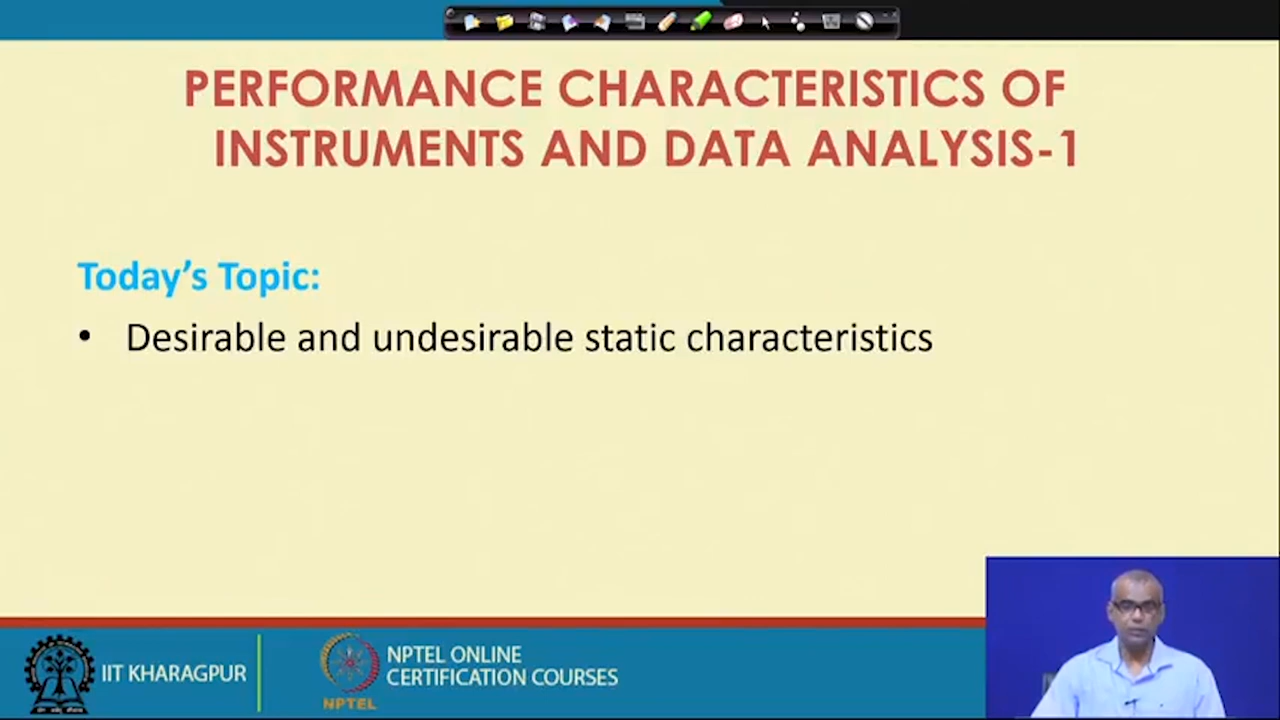 PERFORMANCE CHARACTERISTICS OF
INSTRUMENTS AND DATA ANALYSIS-1
Today’s Topic:
• Desirable and undesirable static characteristics
IIT KHARAGPUR
NPTEL
NPTEL ONLINE
CERTIFICATION COURSES